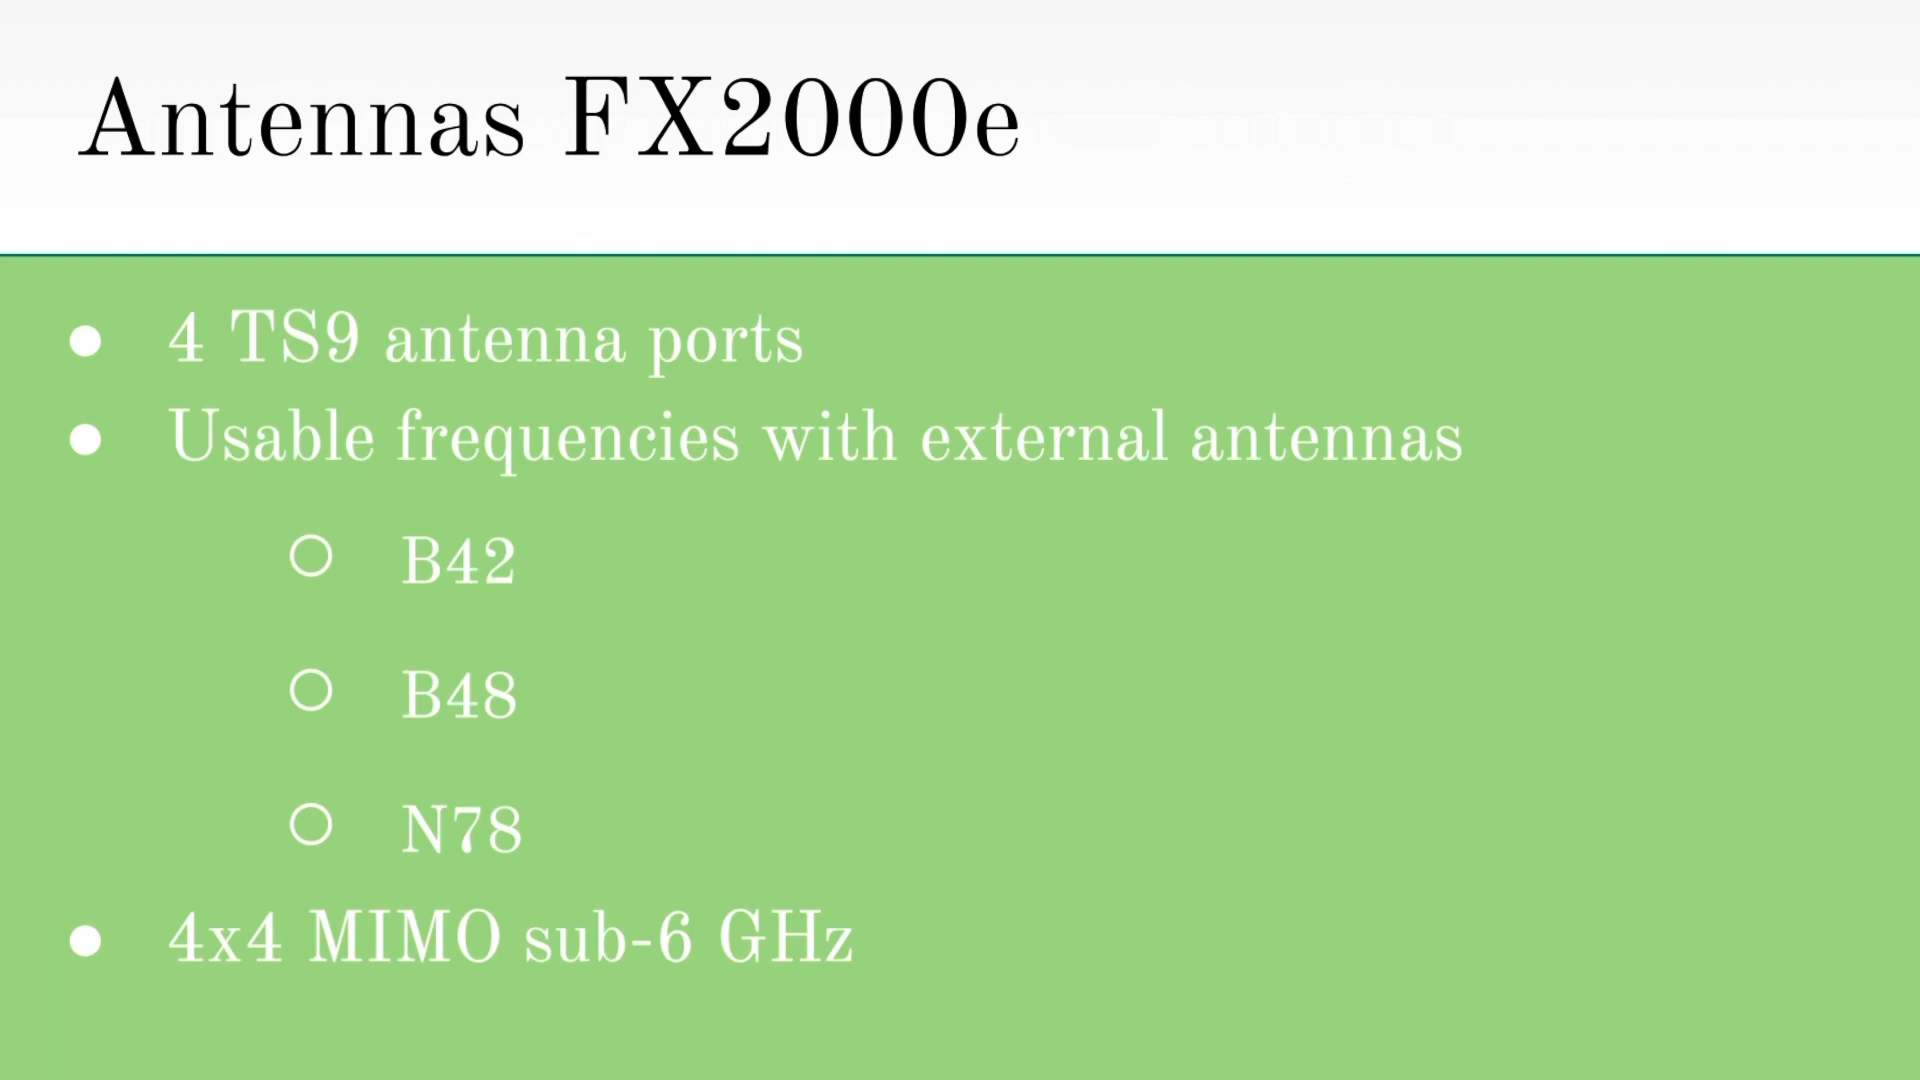 Antennas FX2000e
● 4 TS9 antenna ports
● Usable frequencies with external antennas
○ B42
○ B48
○ N78
● 4x4 MIMO sub-6 GHz